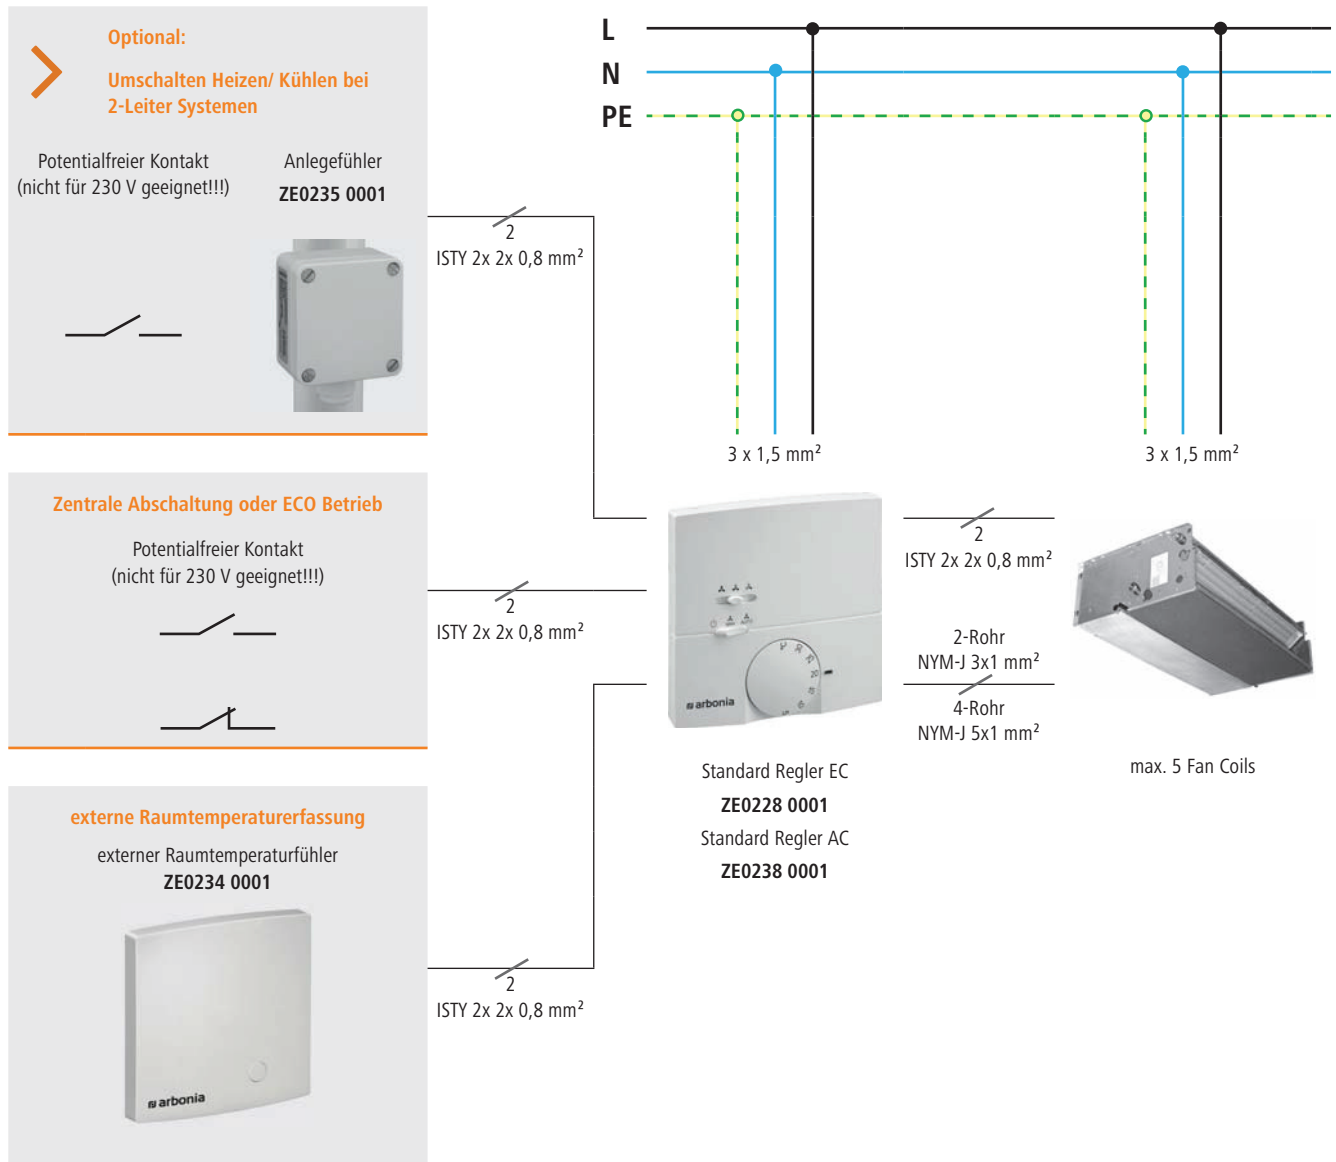 Optional:
Umschalten Heizen/ Kühlen bei
2-Leiter Systemen
Potentialfreier Kontakt
(nicht für 230 V geeignet!!!)
Anlegefühler
ZE0235 0001
2
ISTY 2x 2x 0,8 mm²
L
N
PE
3 x 1,5 mm²
3 x 1,5 mm²
Zentrale Abschaltung oder ECO Betrieb
Potentialfreier Kontakt
(nicht für 230 V geeignet!!!)
2
ISTY 2x 2x 0,8 mm²
arbonia
2
ISTY 2x 2x 0,8 mm²
2-Rohr
NYM-J 3x1 mm²
4-Rohr
NYM-J 5x1 mm²
Standard Regler EC
ZE0228 0001
Standard Regler AC
ZE0238 0001
max. 5 Fan Coils
externe Raumtemperaturerfassung
externer Raumtemperaturfühler
ZE0234 0001
arbonia
2
ISTY 2x 2x 0,8 mm²